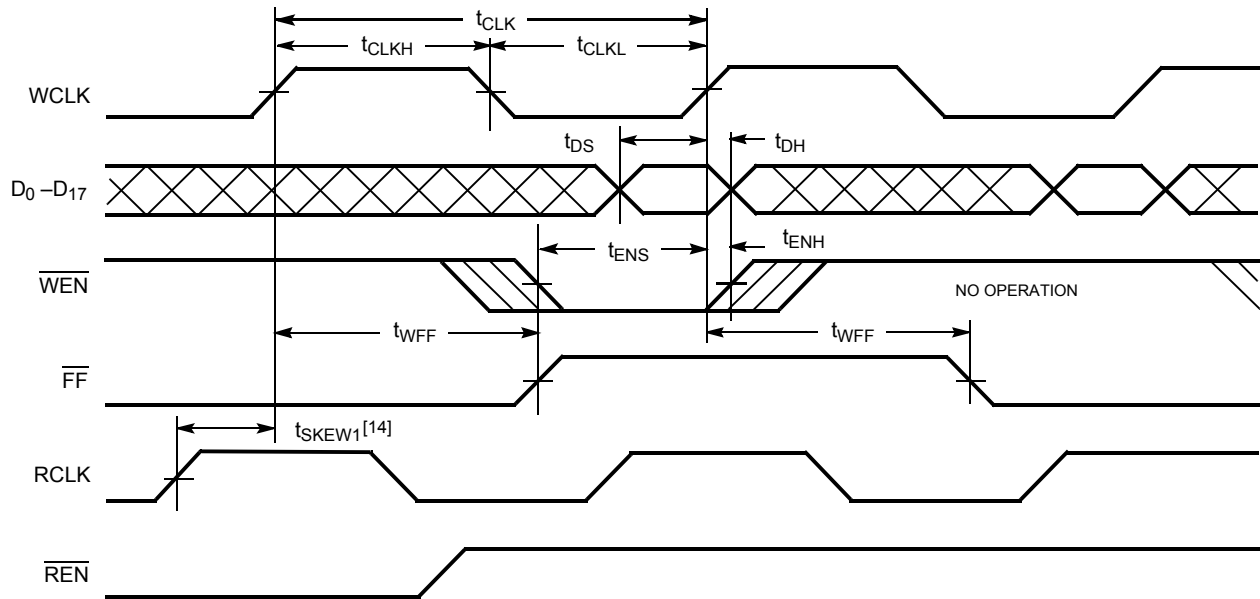 tCLK
tCLKH
tCLKL
WCLK
tDS
tDH
D0 –D17
tENS
tENH
WEN
NO OPERATION
tWFF
tWFF
FF
tSKEW1[14]
RCLK
REN